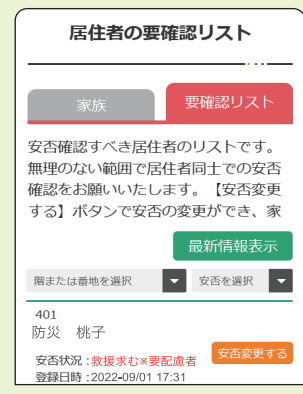 居住者の要確認リスト
家族
要確認リスト
安否確認すべき居住者のリストです。
無理のない範囲で居住者同士での安否
確認をお願いいたします。【安否変更
する】ボタンで安否の変更ができ、家
最新情報表示
階または番地を選択
安否を選択
401
防災 桃子
安否状況:救援求む※要配慮者
安否変更する
登録日時:2022-09/01 17:31